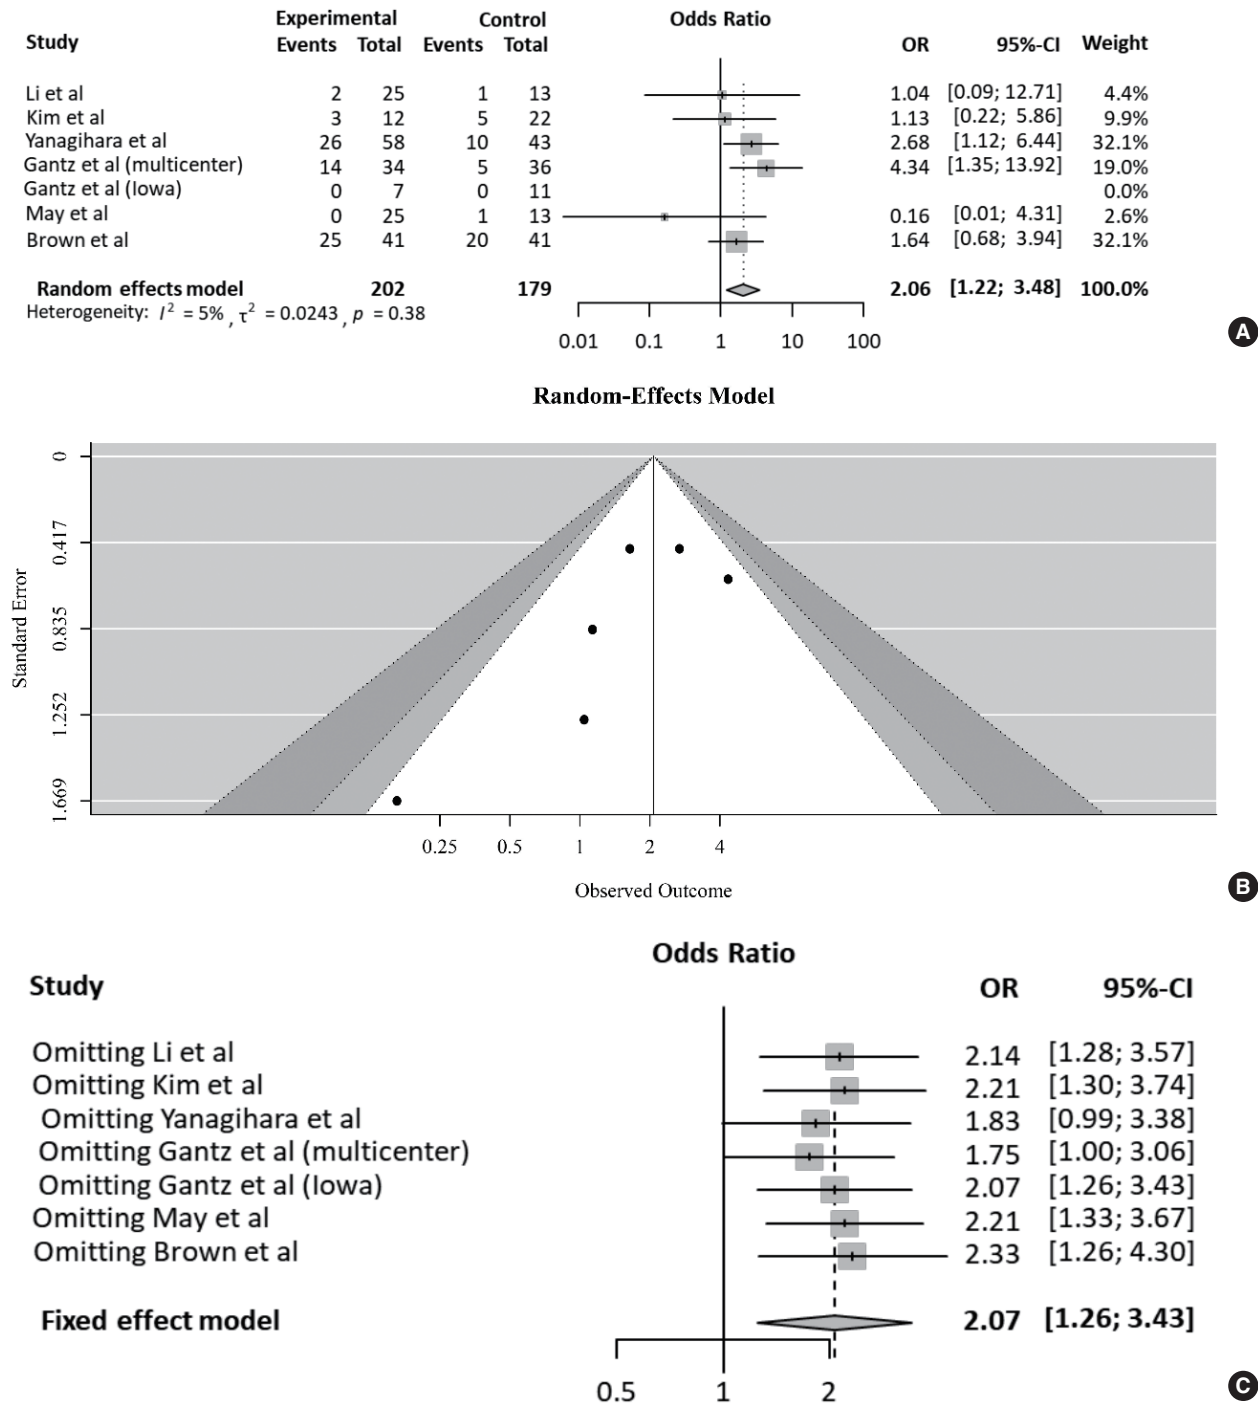 Experimental Control Odds Ratio
Study Events Total Events Total OR 95%-CI Weight
Li et al 2 25 1 13 1.04 [0.09; 12.71] 4.4%
Kim et al 3 12 5 22 1.13 [0.22; 5.86] 9.9%
Yanagihara et al 26 58 10 43 2.68 [1.12; 6.44] 32.1%
Gantz et al (multicenter) 14 34 5 36 4.34 [1.35; 13.92] 19.0%
Gantz et al (Iowa) 0 7 0 11 0.0%
May et al 0 25 1 13 0.16 [0.01; 4.31] 2.6%
Brown et al 25 41 20 41 1.64 [0.68; 3.94] 32.1%
Random effects model 202 179 2.06 [1.22; 3.48] 100.0%
Heterogeneity: I² = 5%, τ² = 0.0243, p = 0.38
0.01 0.1 1 10 100
A
Random-Effects Model
Standard Error
0
0.417
0.835
1.252
1.669
0.25 0.5 1 2 4
Observed Outcome
B
Odds Ratio
Study OR 95%-CI
Omitting Li et al 2.14 [1.28; 3.57]
Omitting Kim et al 2.21 [1.30; 3.74]
Omitting Yanagihara et al 1.83 [0.99; 3.38]
Omitting Gantz et al (multicenter) 1.75 [1.00; 3.06]
Omitting Gantz et al (Iowa) 2.07 [1.26; 3.43]
Omitting May et al 2.21 [1.33; 3.67]
Omitting Brown et al 2.33 [1.26; 4.30]
Fixed effect model 2.07 [1.26; 3.43]
0.5 1 2
C